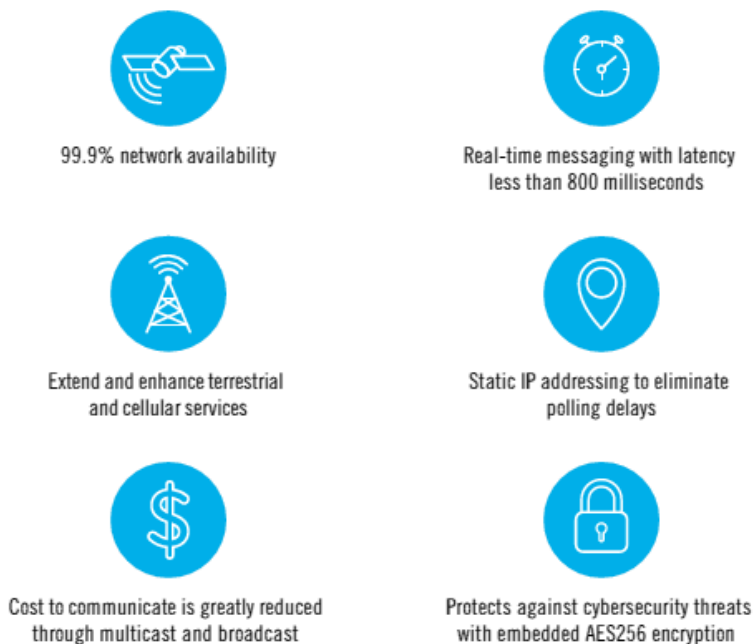 99.9% network availability
Real-time messaging with latency
less than 800 milliseconds
Extend and enhance terrestrial
and cellular services
Static IP addressing to eliminate
polling delays
Cost to communicate is greatly reduced
through multicast and broadcast
Protects against cybersecurity threats
with embedded AES256 encryption